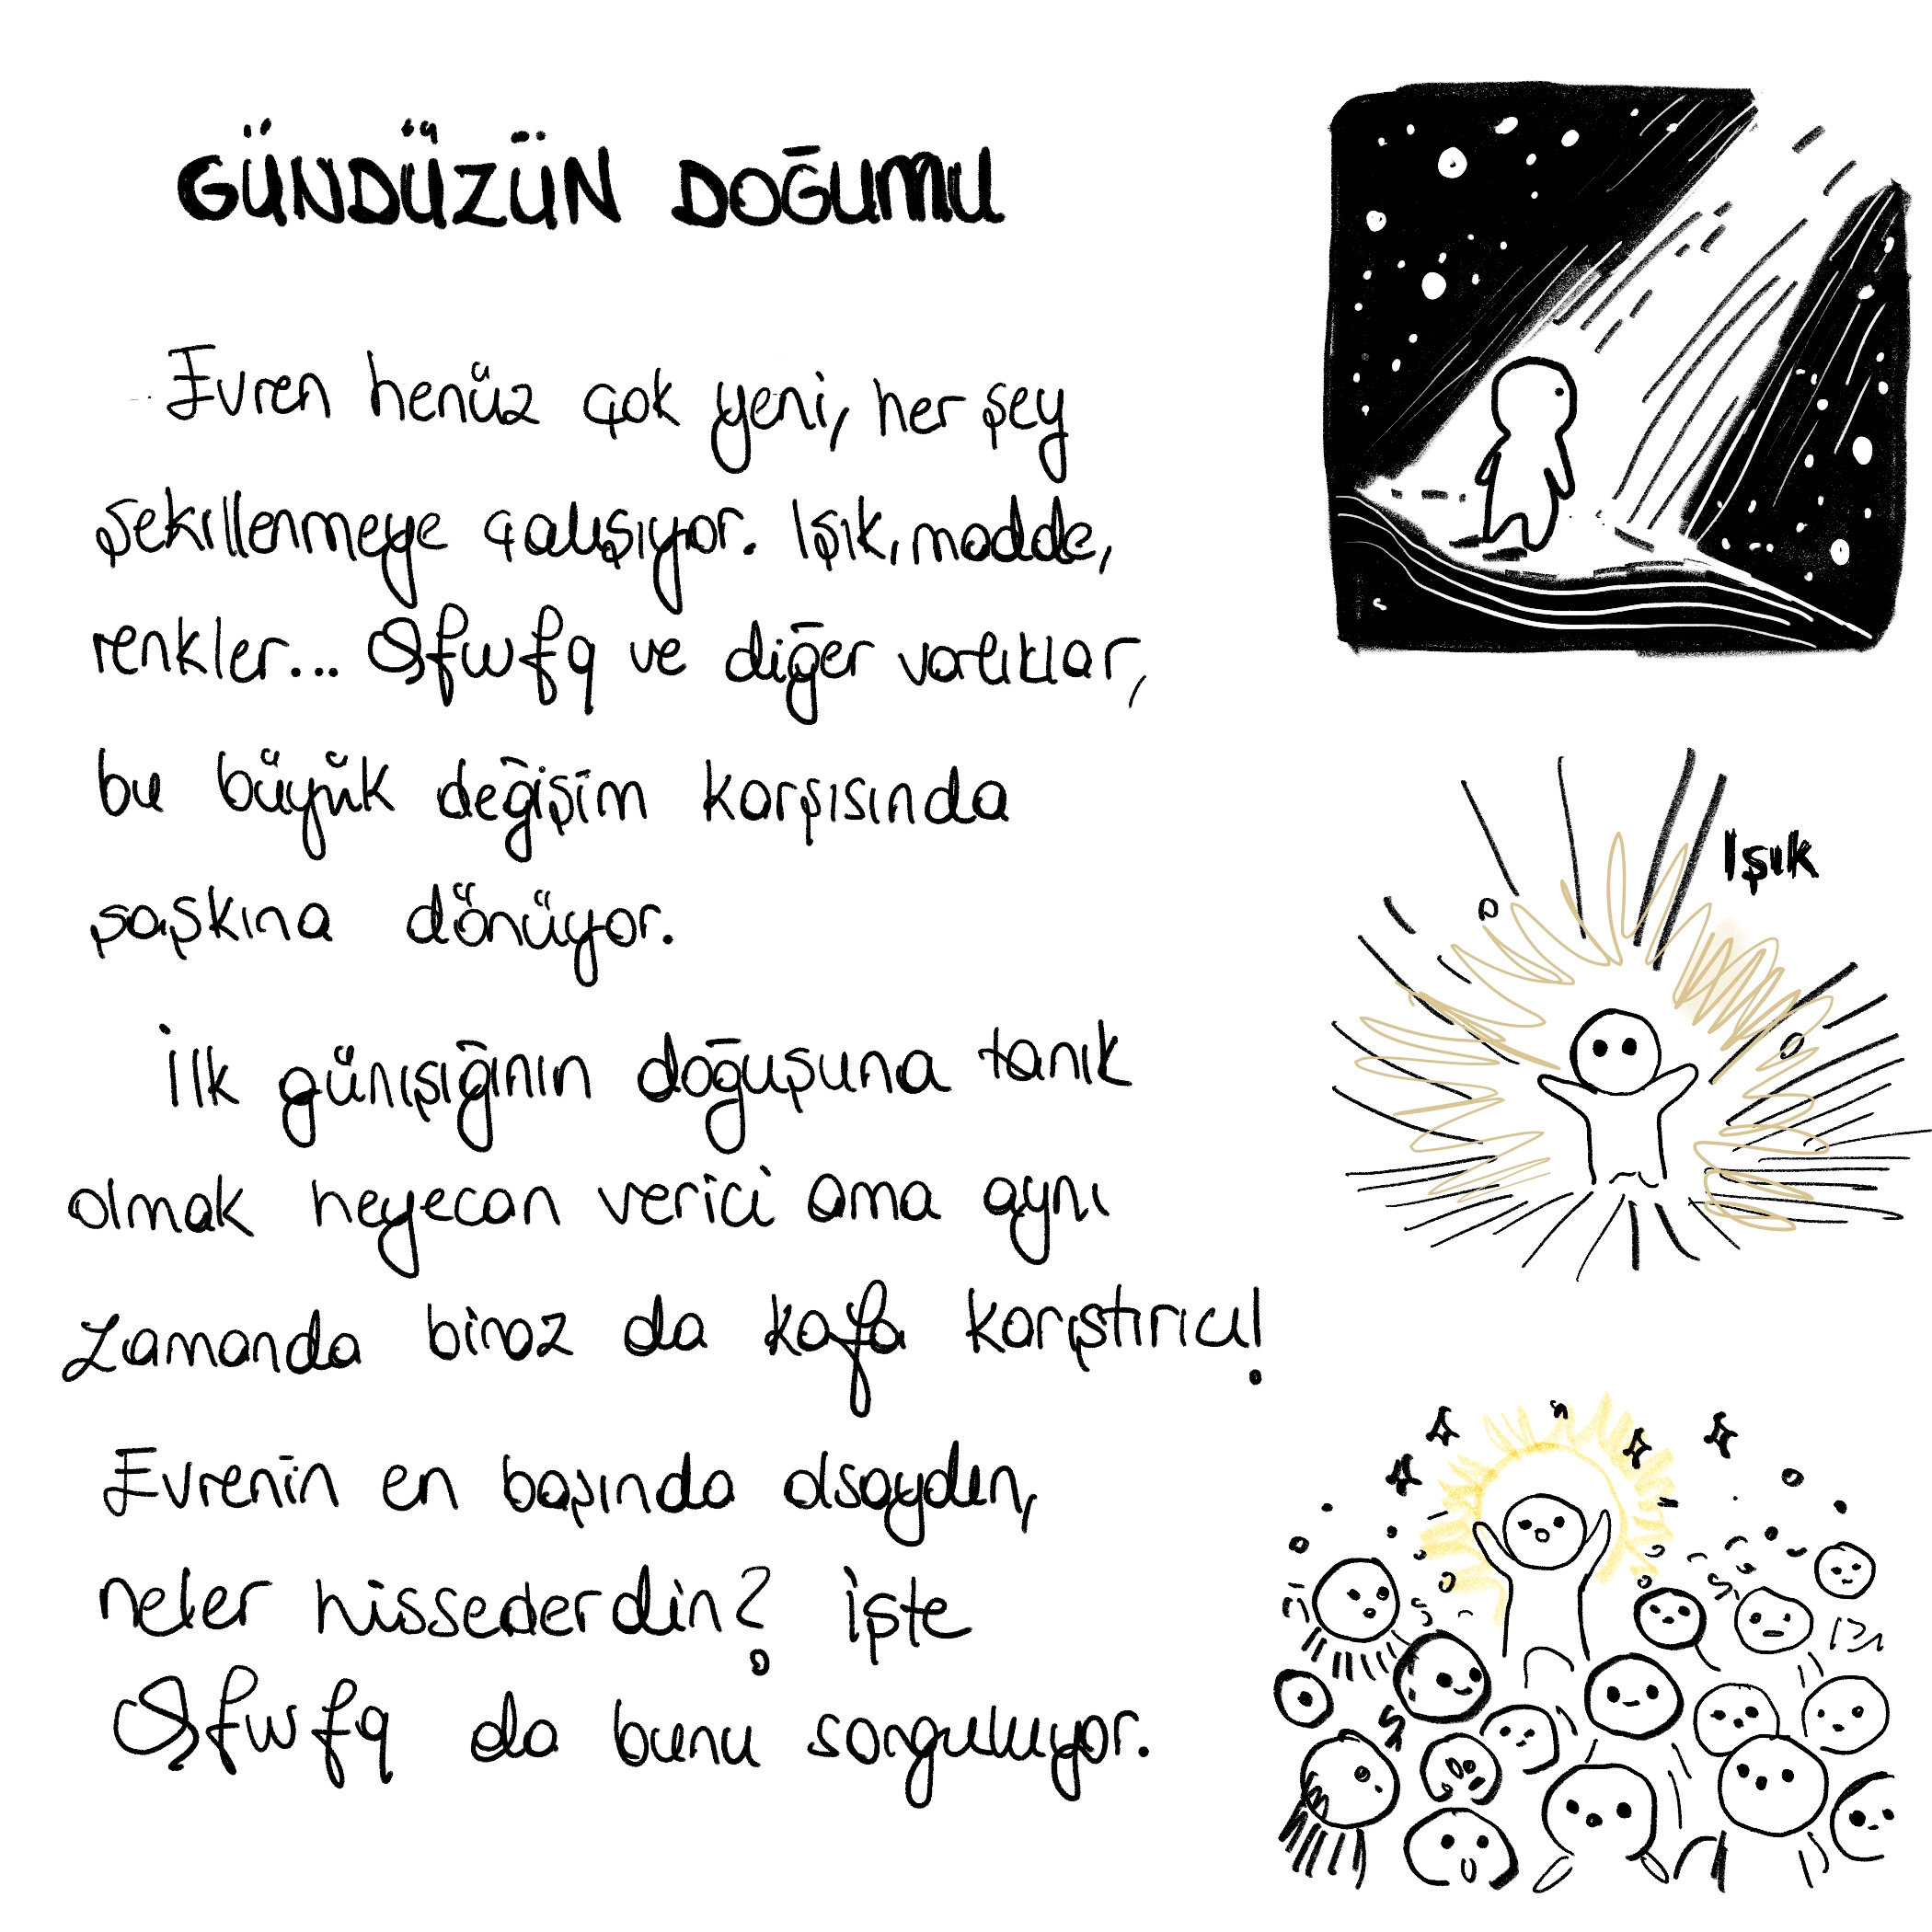 GÜNDÜZÜN DOĞUMU
Evren henüz çok yeni, her şey
şekillenmeye çalışıyor. Işık, madde,
renkler... Qfwfq ve diğer varlıklar,
bu büyük değişim karşısında
şaşkına dönüyor.
İlk günışığının doğuşuna tanık
olmak heyecan verici ama aynı
zamanda biraz da kafa karıştırıcı!
Evrenin en başında olsaydın,
neler hissederdin? İşte
Qfwfq da bunu sorguluyor.
Işık